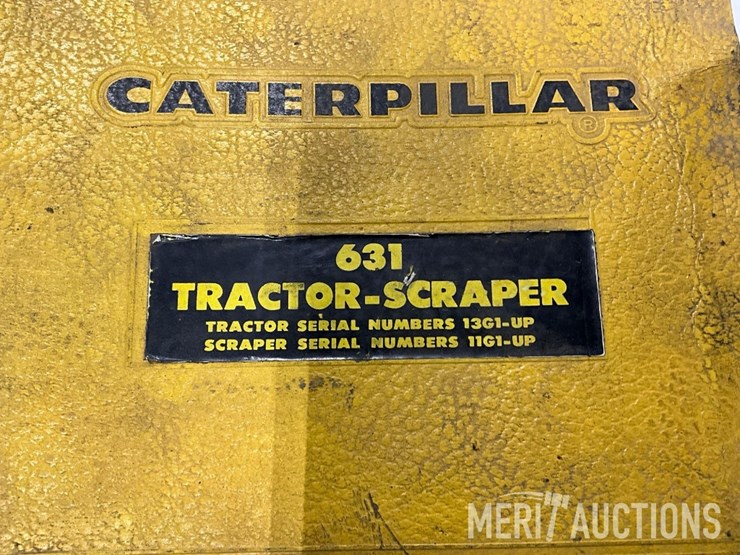 CATERPILLAR®
631
TRACTOR-SCRAPER
TRACTOR SERIAL NUMBERS 13G1-UP
SCRAPER SERIAL NUMBERS 11G1-UP
MERIT AUCTIONS